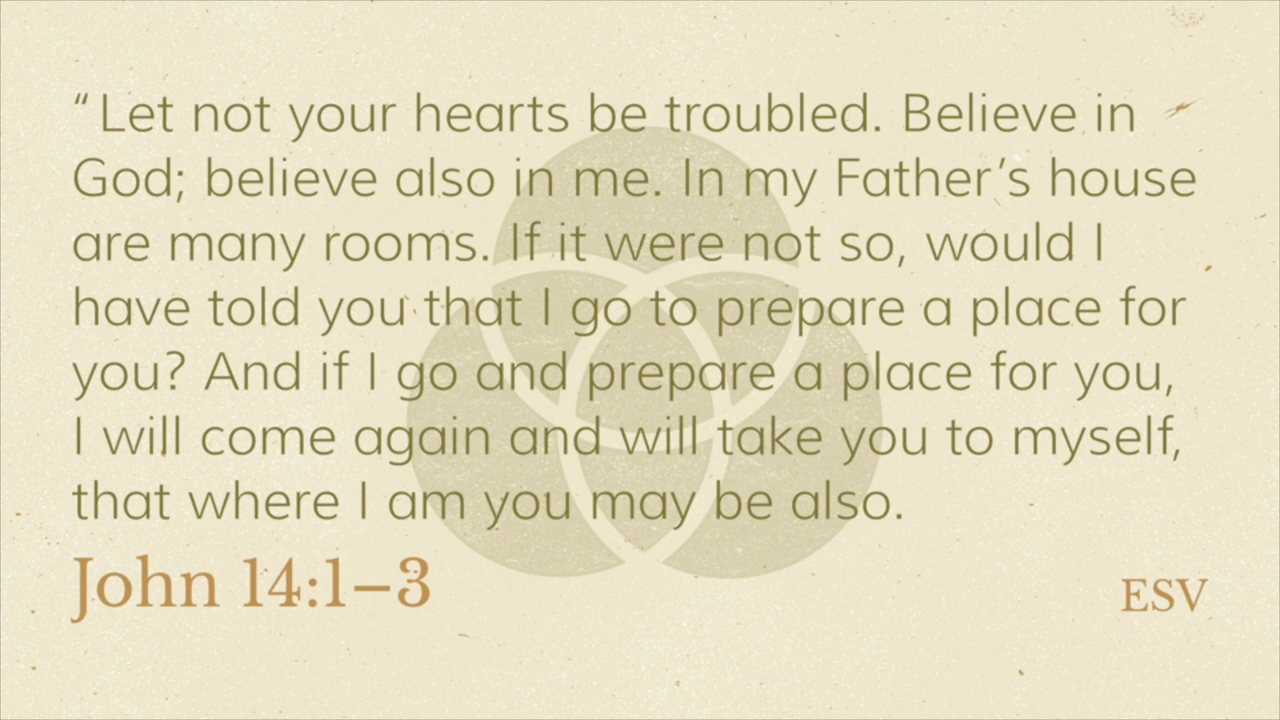 “Let not your hearts be troubled. Believe in
God; believe also in me. In my Father’s house
are many rooms. If it were not so, would I
have told you that I go to prepare a place for
you? And if I go and prepare a place for you,
I will come again and will take you to myself,
that where I am you may be also.
John 14:1–3
ESV